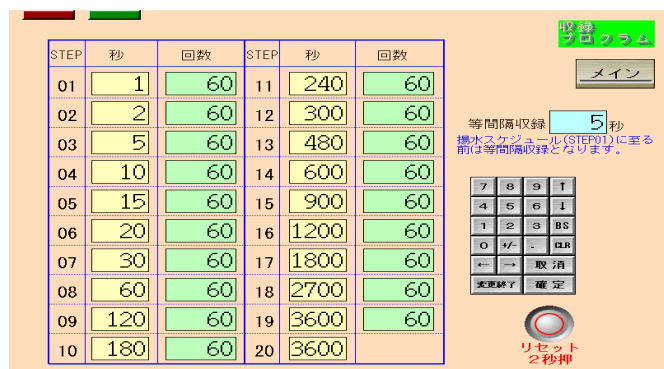 収録
プログラム
メイン
STEP 秒 回数 STEP 秒 回数
01 1 60 11 240 60
02 2 60 12 300 60
03 5 60 13 480 60
04 10 60 14 600 60
05 15 60 15 900 60
06 20 60 16 1200 60
07 30 60 17 1800 60
08 60 60 18 2700 60
09 120 60 19 3600 60
10 180 60 20 3600
等間隔収録 5 秒
揚水スケジュール(STEP01)に至る
前は等間隔収録となります。
7 8 9 ↑
4 5 6 ↓
1 2 3 BS
0 +/- . CLR
← → 取消
変更終了 確定
リセット
2秒押